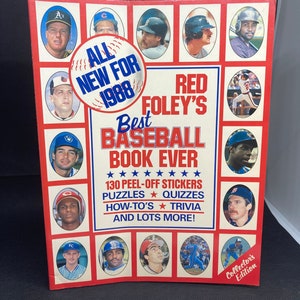 ALL
NEW FOR
1988
RED
FOLEY'S
Best
BASEBALL
BOOK EVER
130 PEEL-OFF STICKERS
PUZZLES ★ QUIZZES
HOW-TO'S ★ TRIVIA
AND LOTS MORE!
Collector's
Edition